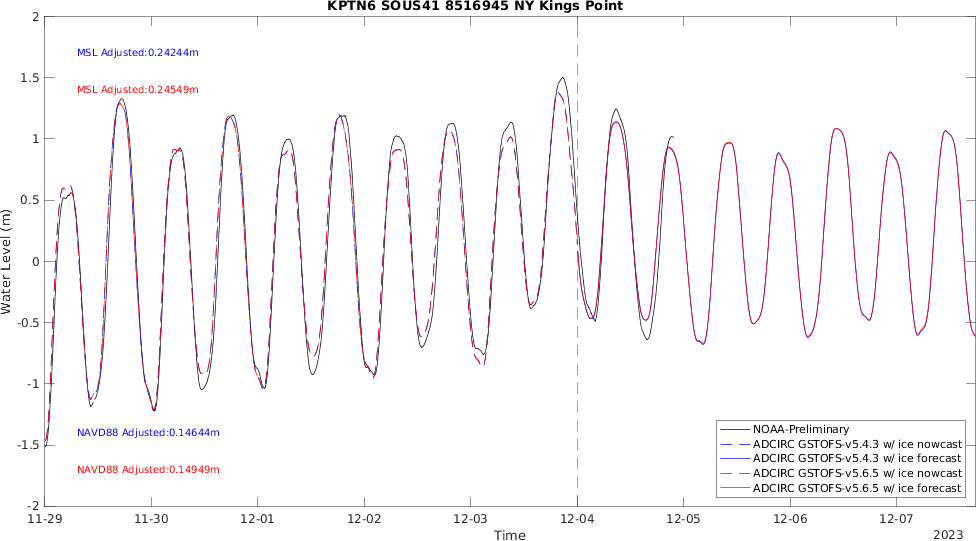 KPTN6 SOUS41 8516945 NY Kings Point
2
1.5
1
0.5
0
-0.5
-1
-1.5
-2
Water Level (m)
MSL Adjusted:0.24244m
MSL Adjusted:0.24549m
NAVD88 Adjusted:0.14644m
NAVD88 Adjusted:0.14949m
NOAA-Preliminary
ADCIRC GSTOFS-v5.4.3 w/ ice nowcast
ADCIRC GSTOFS-v5.4.3 w/ ice forecast
ADCIRC GSTOFS-v5.6.5 w/ ice nowcast
ADCIRC GSTOFS-v5.6.5 w/ ice forecast
11-29 11-30 12-01 12-02 12-03 12-04 12-05 12-06 12-07
Time
2023